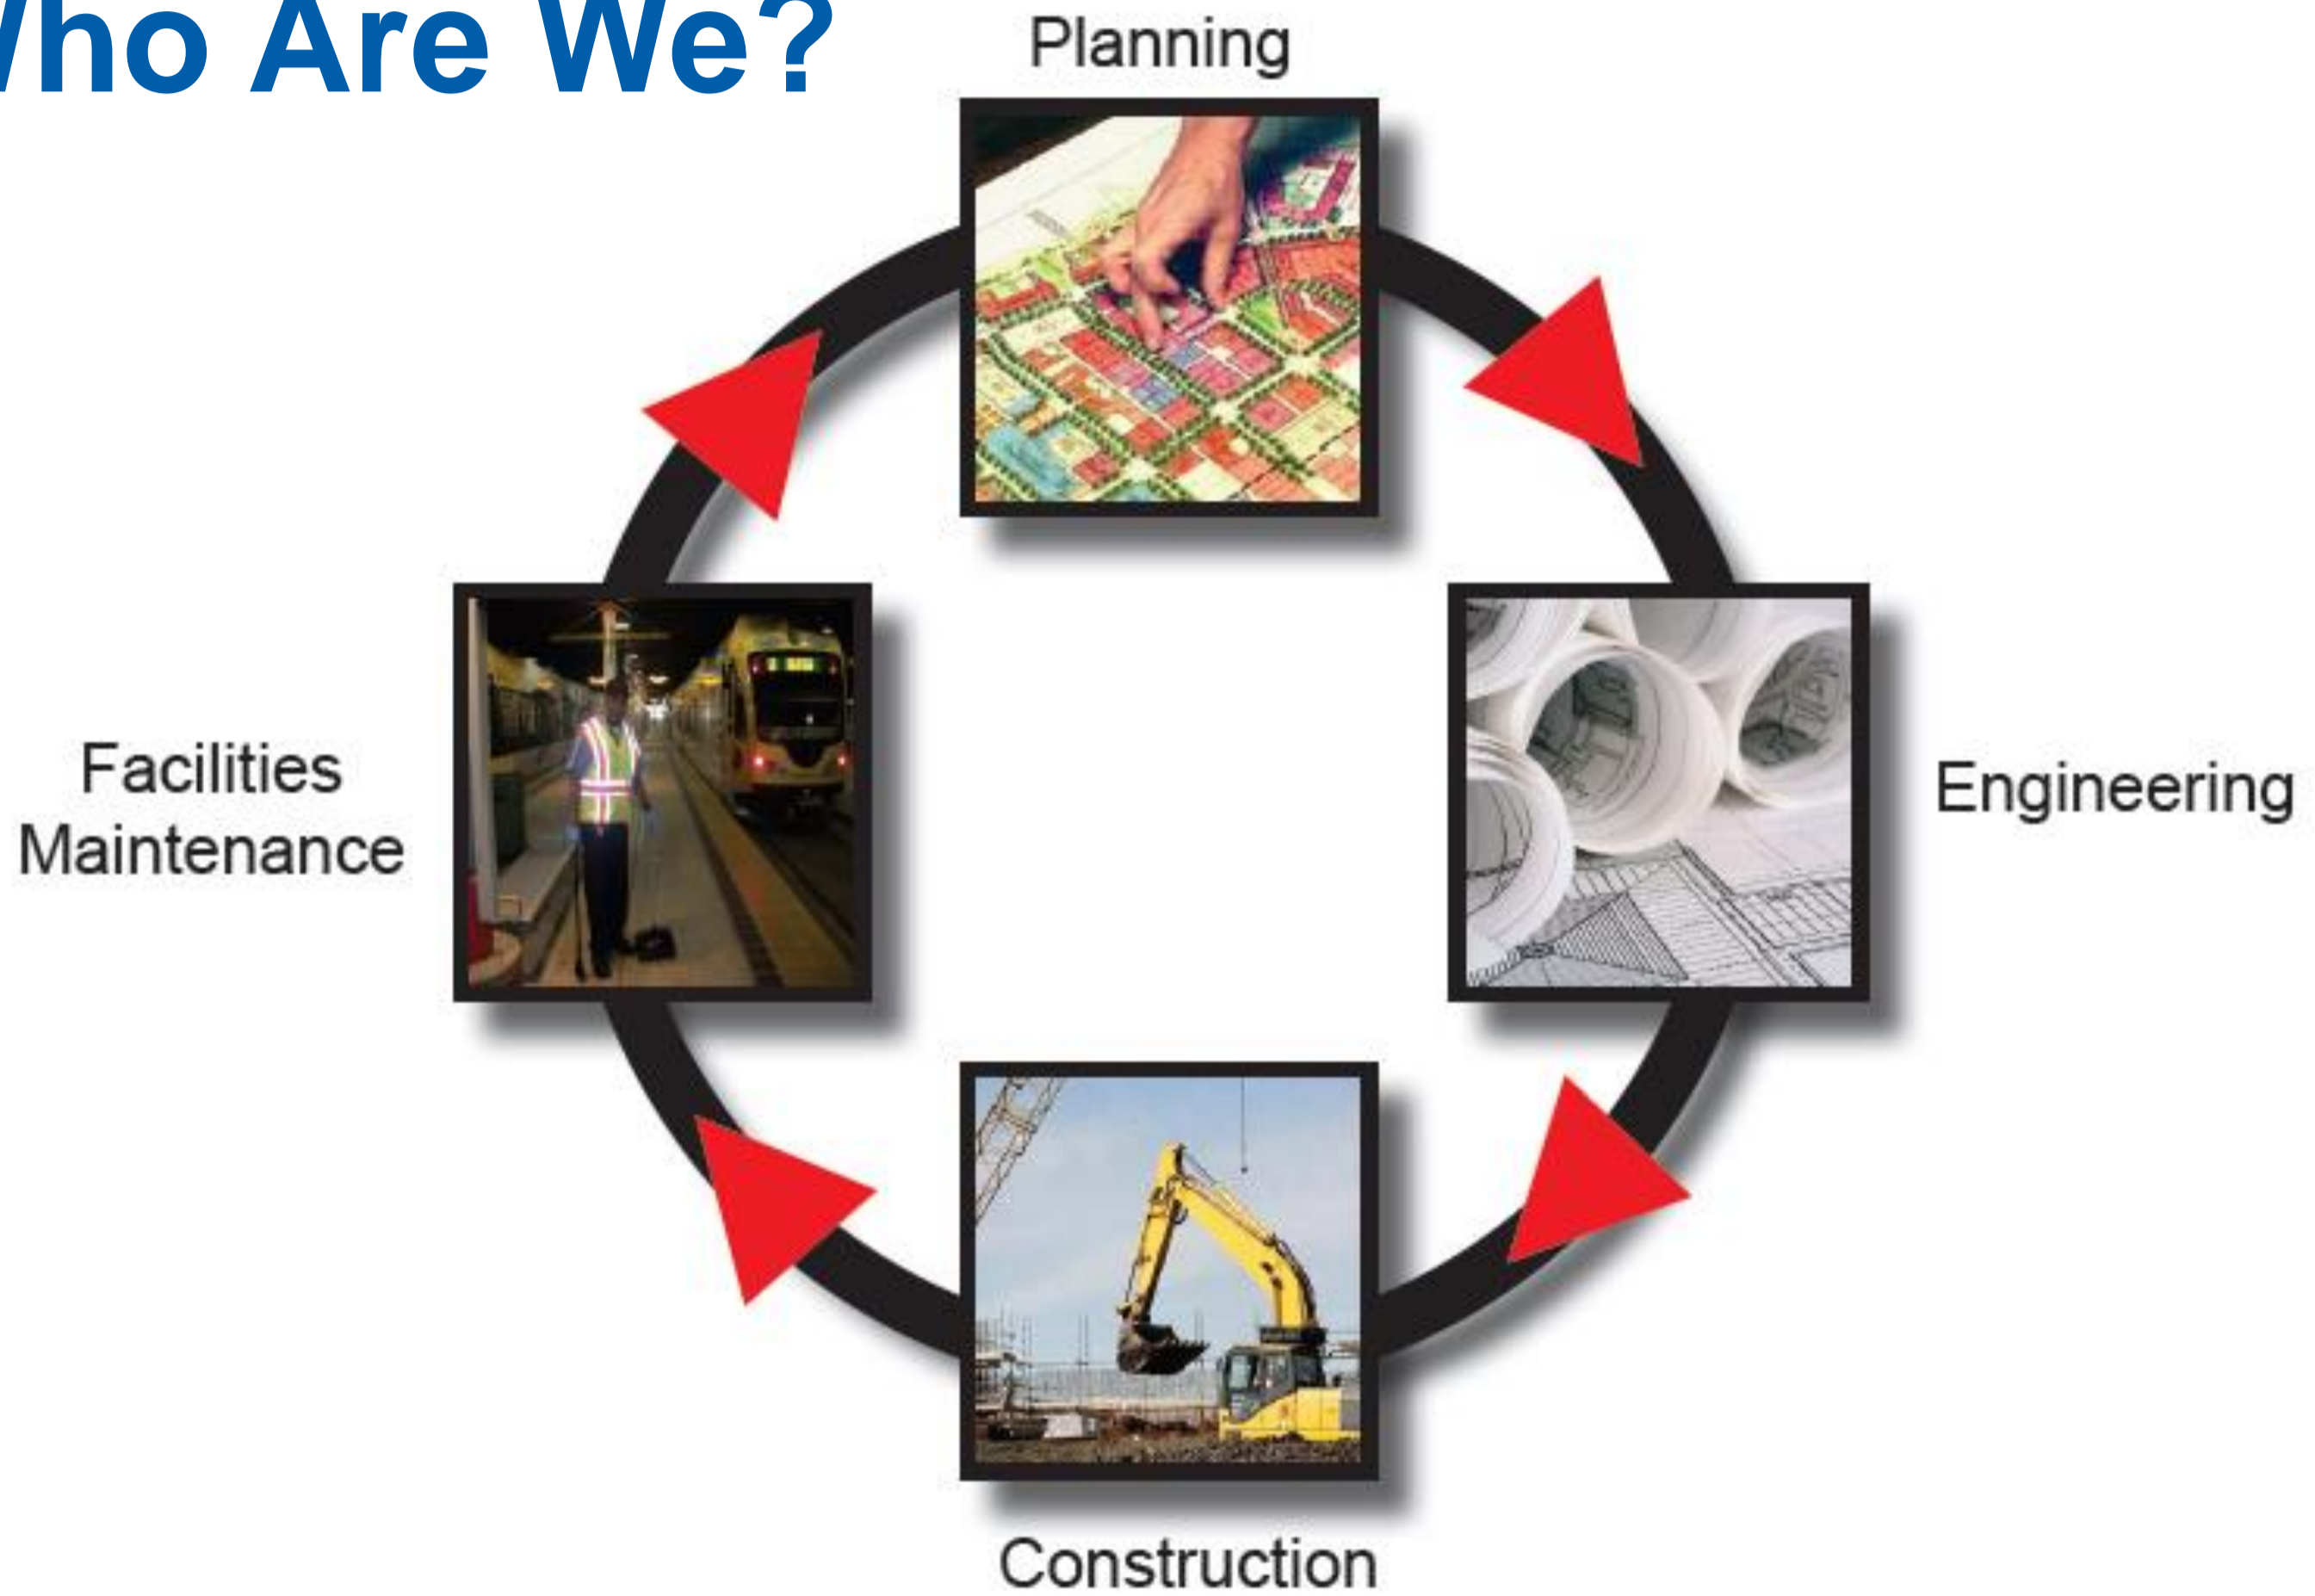 Who Are We?
Planning
Facilities
Maintenance
Engineering
Construction